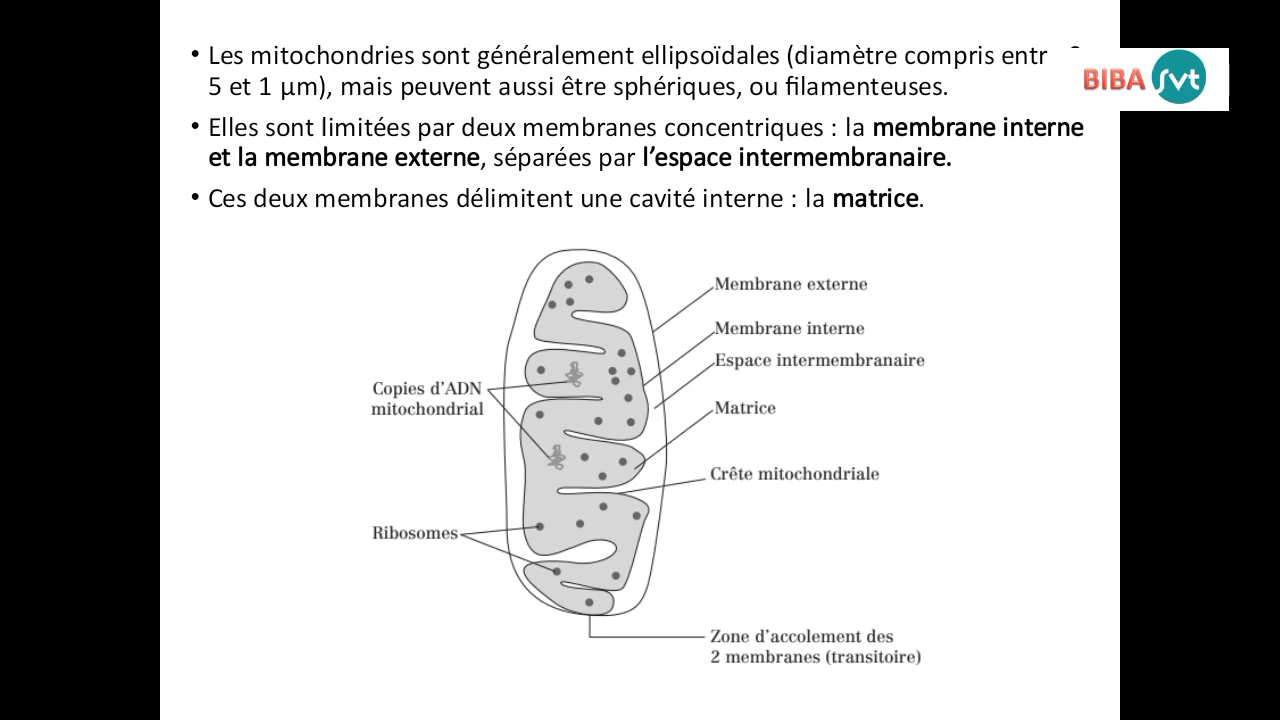 • Les mitochondries sont généralement ellipsoïdales (diamètre compris
5 et 1 µm), mais peuvent aussi être sphériques, ou filamenteuses.
BIBA svt
• Elles sont limitées par deux membranes concentriques : la membrane interne
et la membrane externe, séparées par l’espace intermembranaire.
• Ces deux membranes délimitent une cavité interne : la matrice.
Membrane externe
Membrane interne
Espace intermembranaire
Copies d’ADN
mitochondrial
Matrice
Crête mitochondriale
Ribosomes
Zone d’accolement des
2 membranes (transitoire)